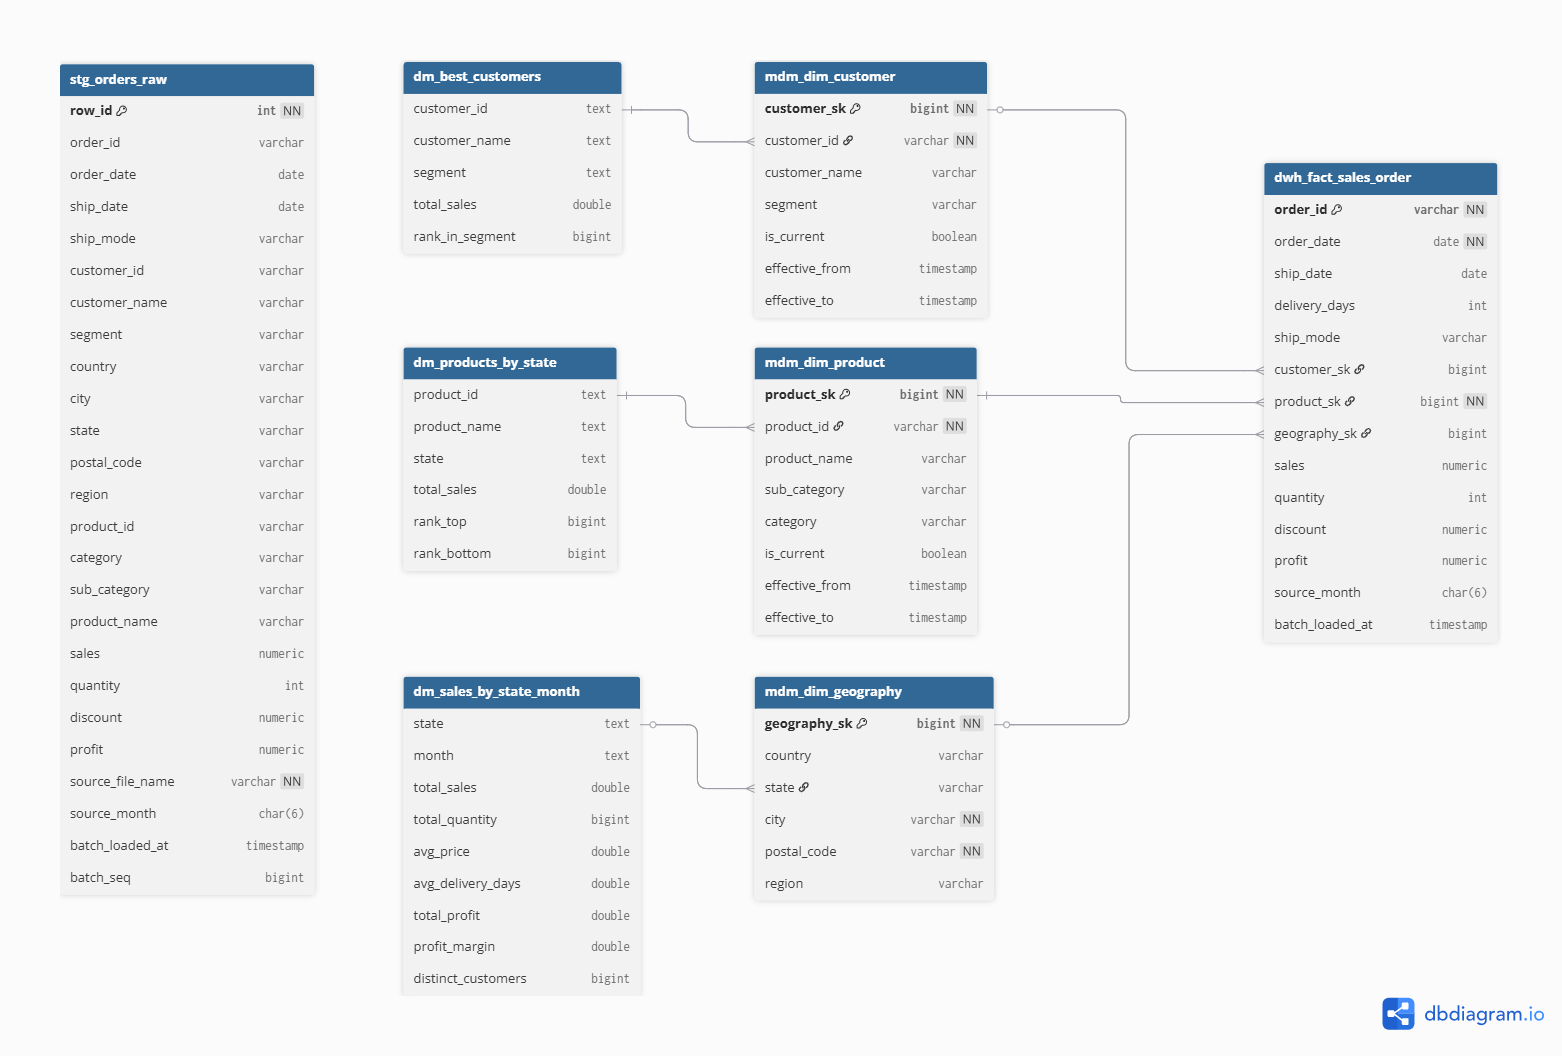 stg_orders_raw
row_id int NN
order_id varchar
order_date date
ship_date date
ship_mode varchar
customer_id varchar
customer_name varchar
segment varchar
country varchar
city varchar
state varchar
postal_code varchar
region varchar
product_id varchar
category varchar
sub_category varchar
product_name varchar
sales numeric
quantity int
discount numeric
profit numeric
source_file_name varchar NN
source_month char(6)
batch_loaded_at timestamp
batch_seq bigint
dm_best_customers
customer_id text
customer_name text
segment text
total_sales double
rank_in_segment bigint
dm_products_by_state
product_id text
product_name text
state text
total_sales double
rank_top bigint
rank_bottom bigint
dm_sales_by_state_month
state text
month text
total_sales double
total_quantity bigint
avg_price double
avg_delivery_days double
total_profit double
profit_margin double
distinct_customers bigint
mdm_dim_customer
customer_sk bigint NN
customer_id varchar NN
customer_name varchar
segment varchar
is_current boolean
effective_from timestamp
effective_to timestamp
mdm_dim_product
product_sk bigint NN
product_id varchar NN
product_name varchar
sub_category varchar
category varchar
is_current boolean
effective_from timestamp
effective_to timestamp
mdm_dim_geography
geography_sk bigint NN
country varchar
state varchar
city varchar NN
postal_code varchar NN
region varchar
dwh_fact_sales_order
order_id varchar NN
order_date date NN
ship_date date
delivery_days int
ship_mode varchar
customer_sk bigint
product_sk bigint NN
geography_sk bigint
sales numeric
quantity int
discount numeric
profit numeric
source_month char(6)
batch_loaded_at timestamp
dbdiagram.io